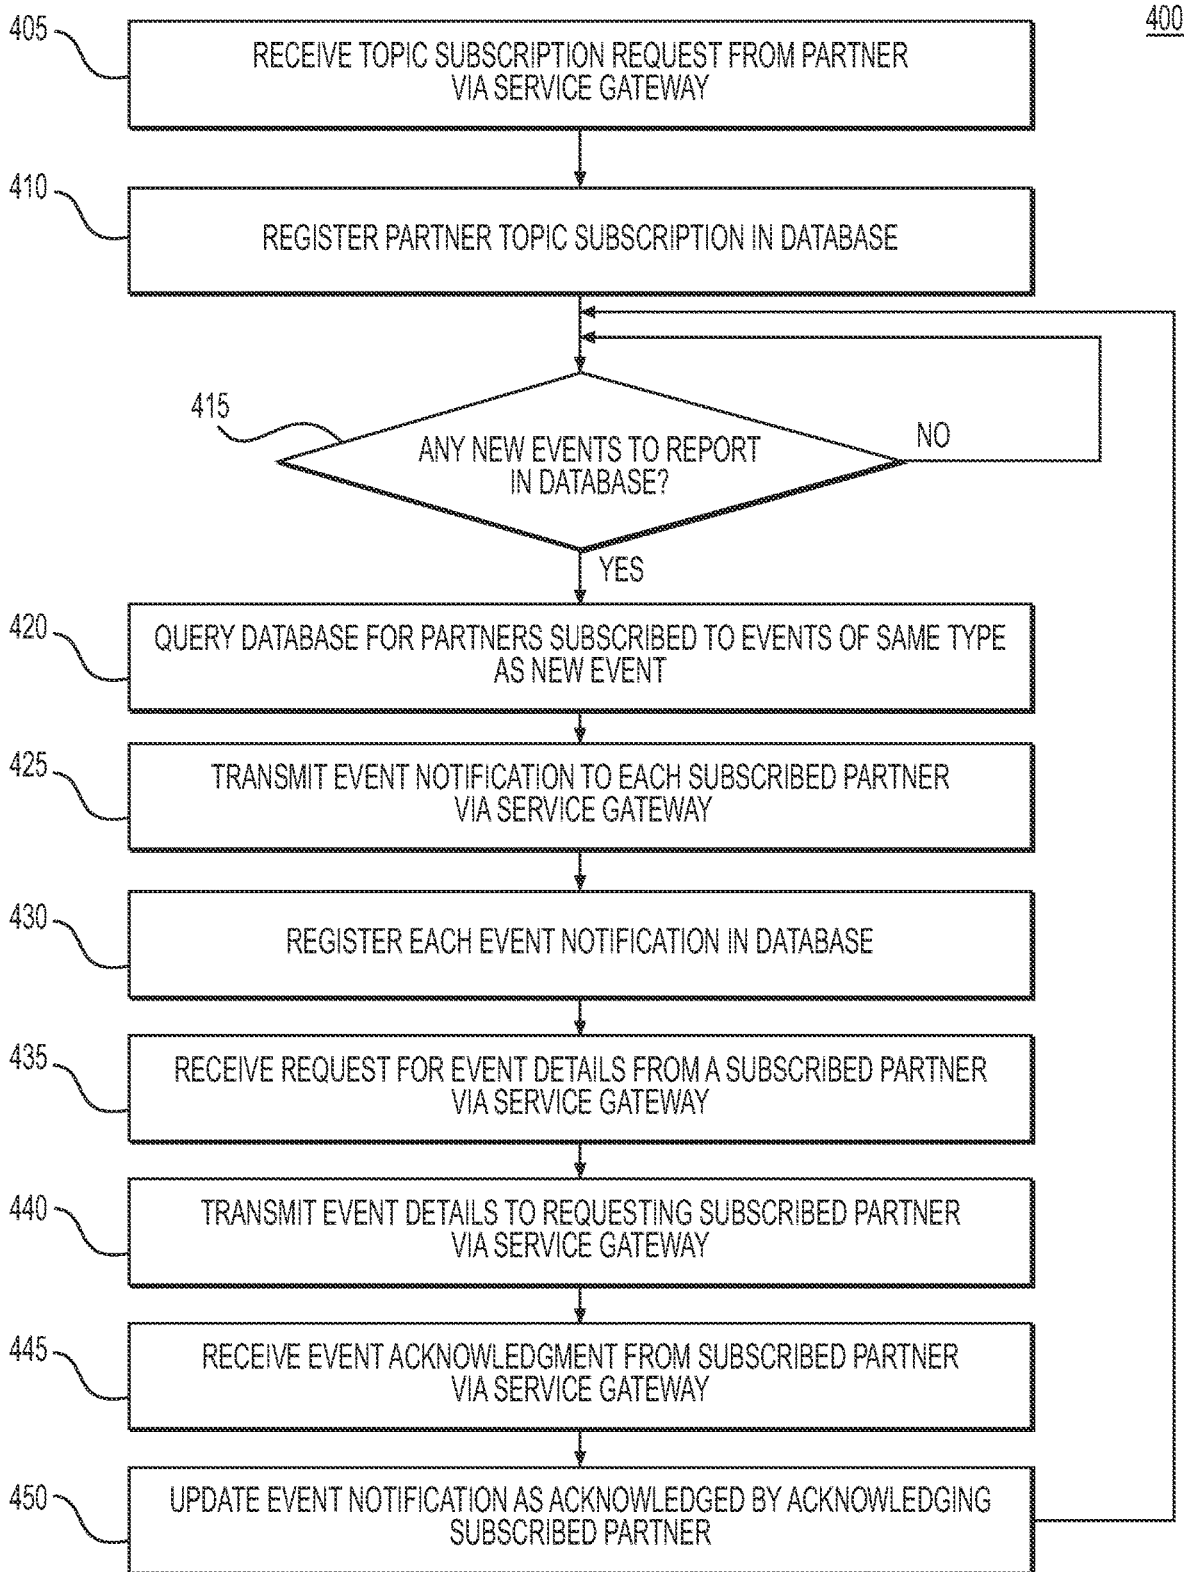 400
405
RECEIVE TOPIC SUBSCRIPTION REQUEST FROM PARTNER
VIA SERVICE GATEWAY
410
REGISTER PARTNER TOPIC SUBSCRIPTION IN DATABASE
415
ANY NEW EVENTS TO REPORT
IN DATABASE?
NO
YES
420
QUERY DATABASE FOR PARTNERS SUBSCRIBED TO EVENTS OF SAME TYPE
AS NEW EVENT
425
TRANSMIT EVENT NOTIFICATION TO EACH SUBSCRIBED PARTNER
VIA SERVICE GATEWAY
430
REGISTER EACH EVENT NOTIFICATION IN DATABASE
435
RECEIVE REQUEST FOR EVENT DETAILS FROM A SUBSCRIBED PARTNER
VIA SERVICE GATEWAY
440
TRANSMIT EVENT DETAILS TO REQUESTING SUBSCRIBED PARTNER
VIA SERVICE GATEWAY
445
RECEIVE EVENT ACKNOWLEDGMENT FROM SUBSCRIBED PARTNER
VIA SERVICE GATEWAY
450
UPDATE EVENT NOTIFICATION AS ACKNOWLEDGED BY ACKNOWLEDGING
SUBSCRIBED PARTNER